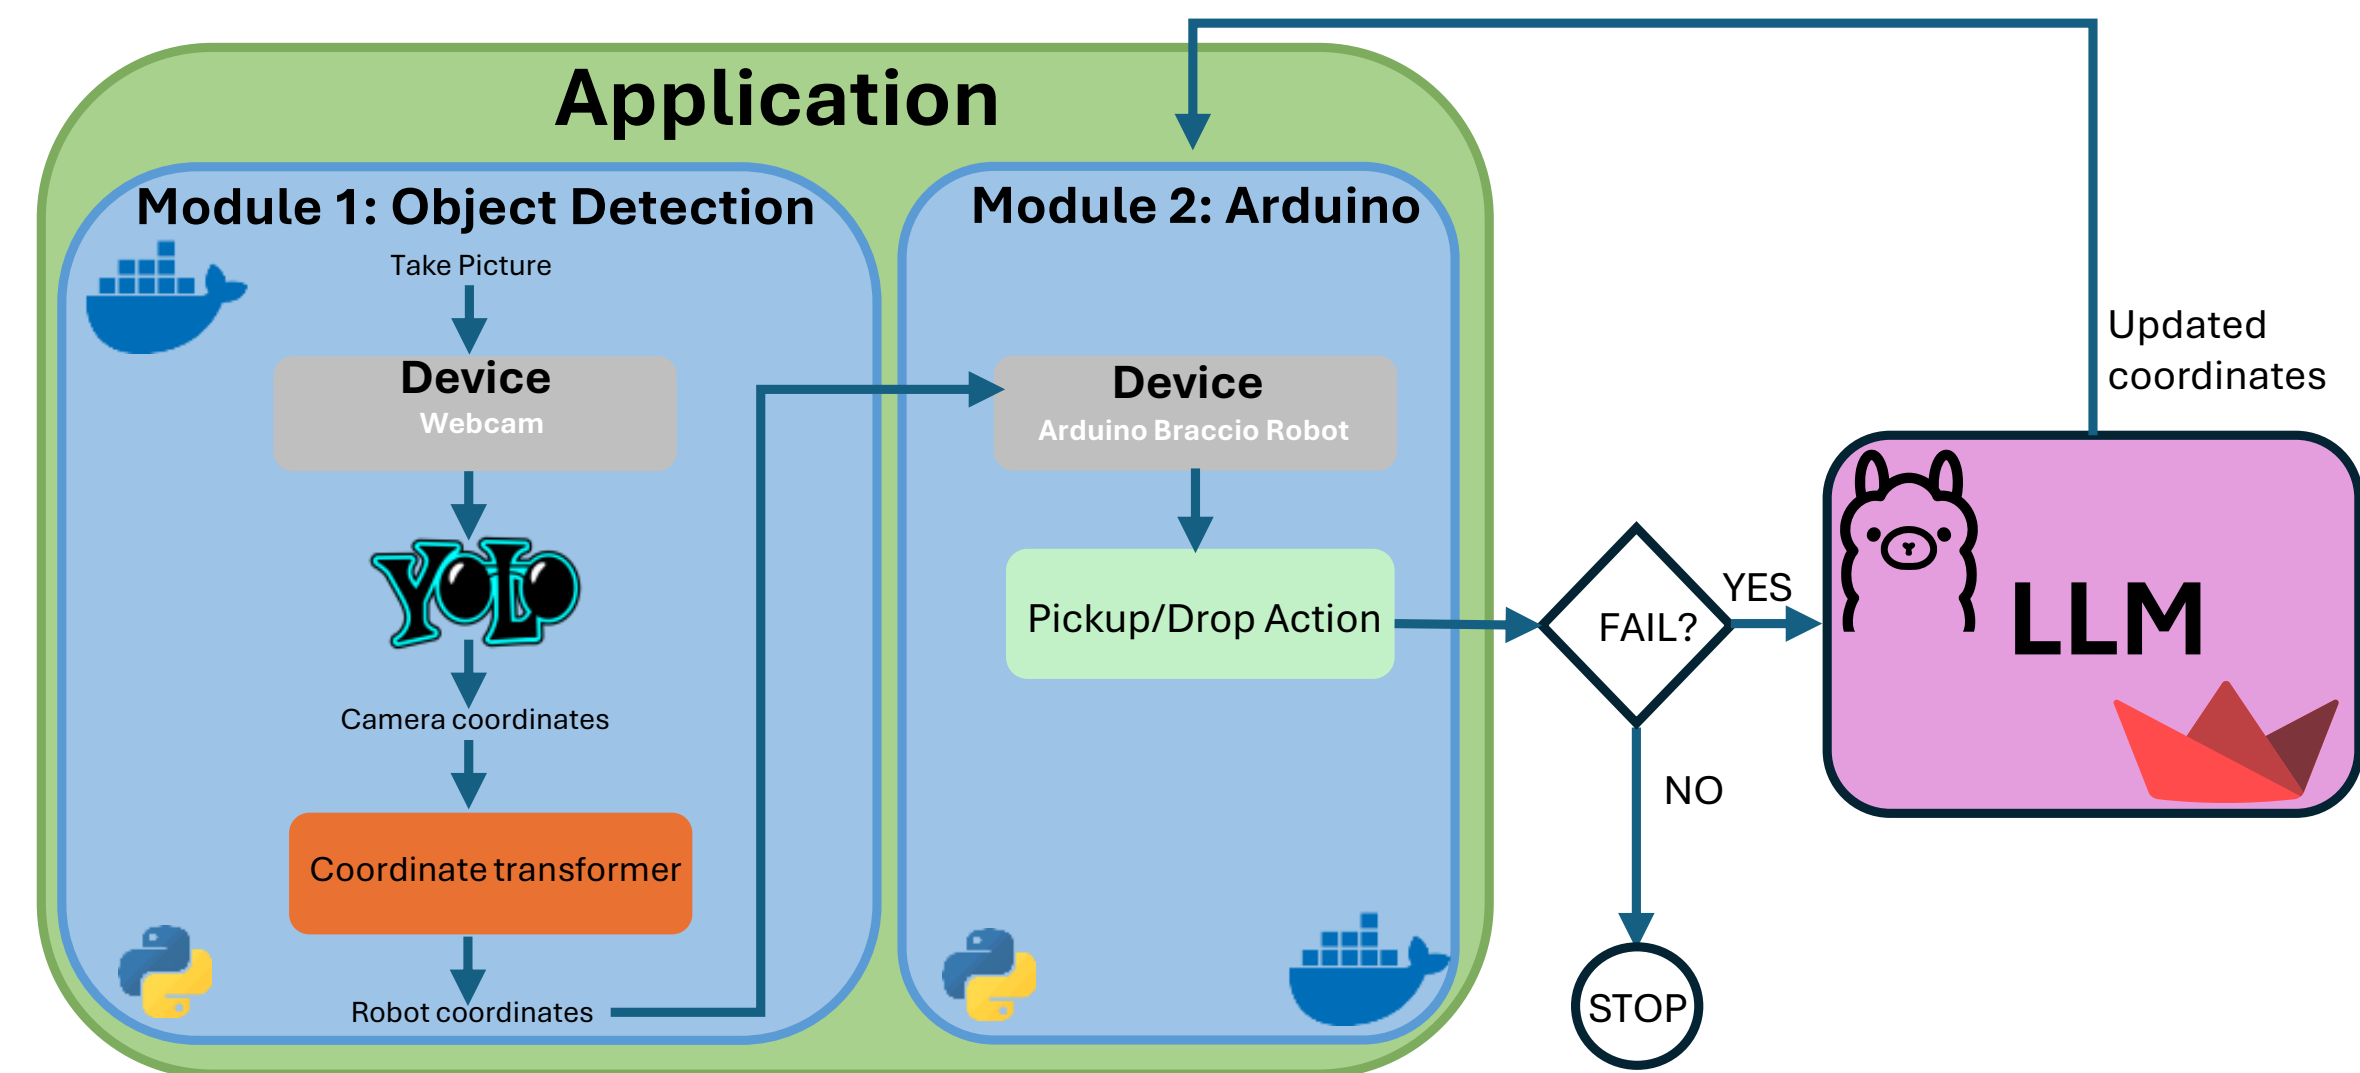 Application
Module 1: Object Detection
Take Picture
Device
Webcam
YOLO
Camera coordinates
Coordinate transformer
Robot coordinates
Module 2: Arduino
Device
Arduino Braccio Robot
Pickup/Drop Action
FAIL?
YES
NO
STOP
LLM
Updated
coordinates